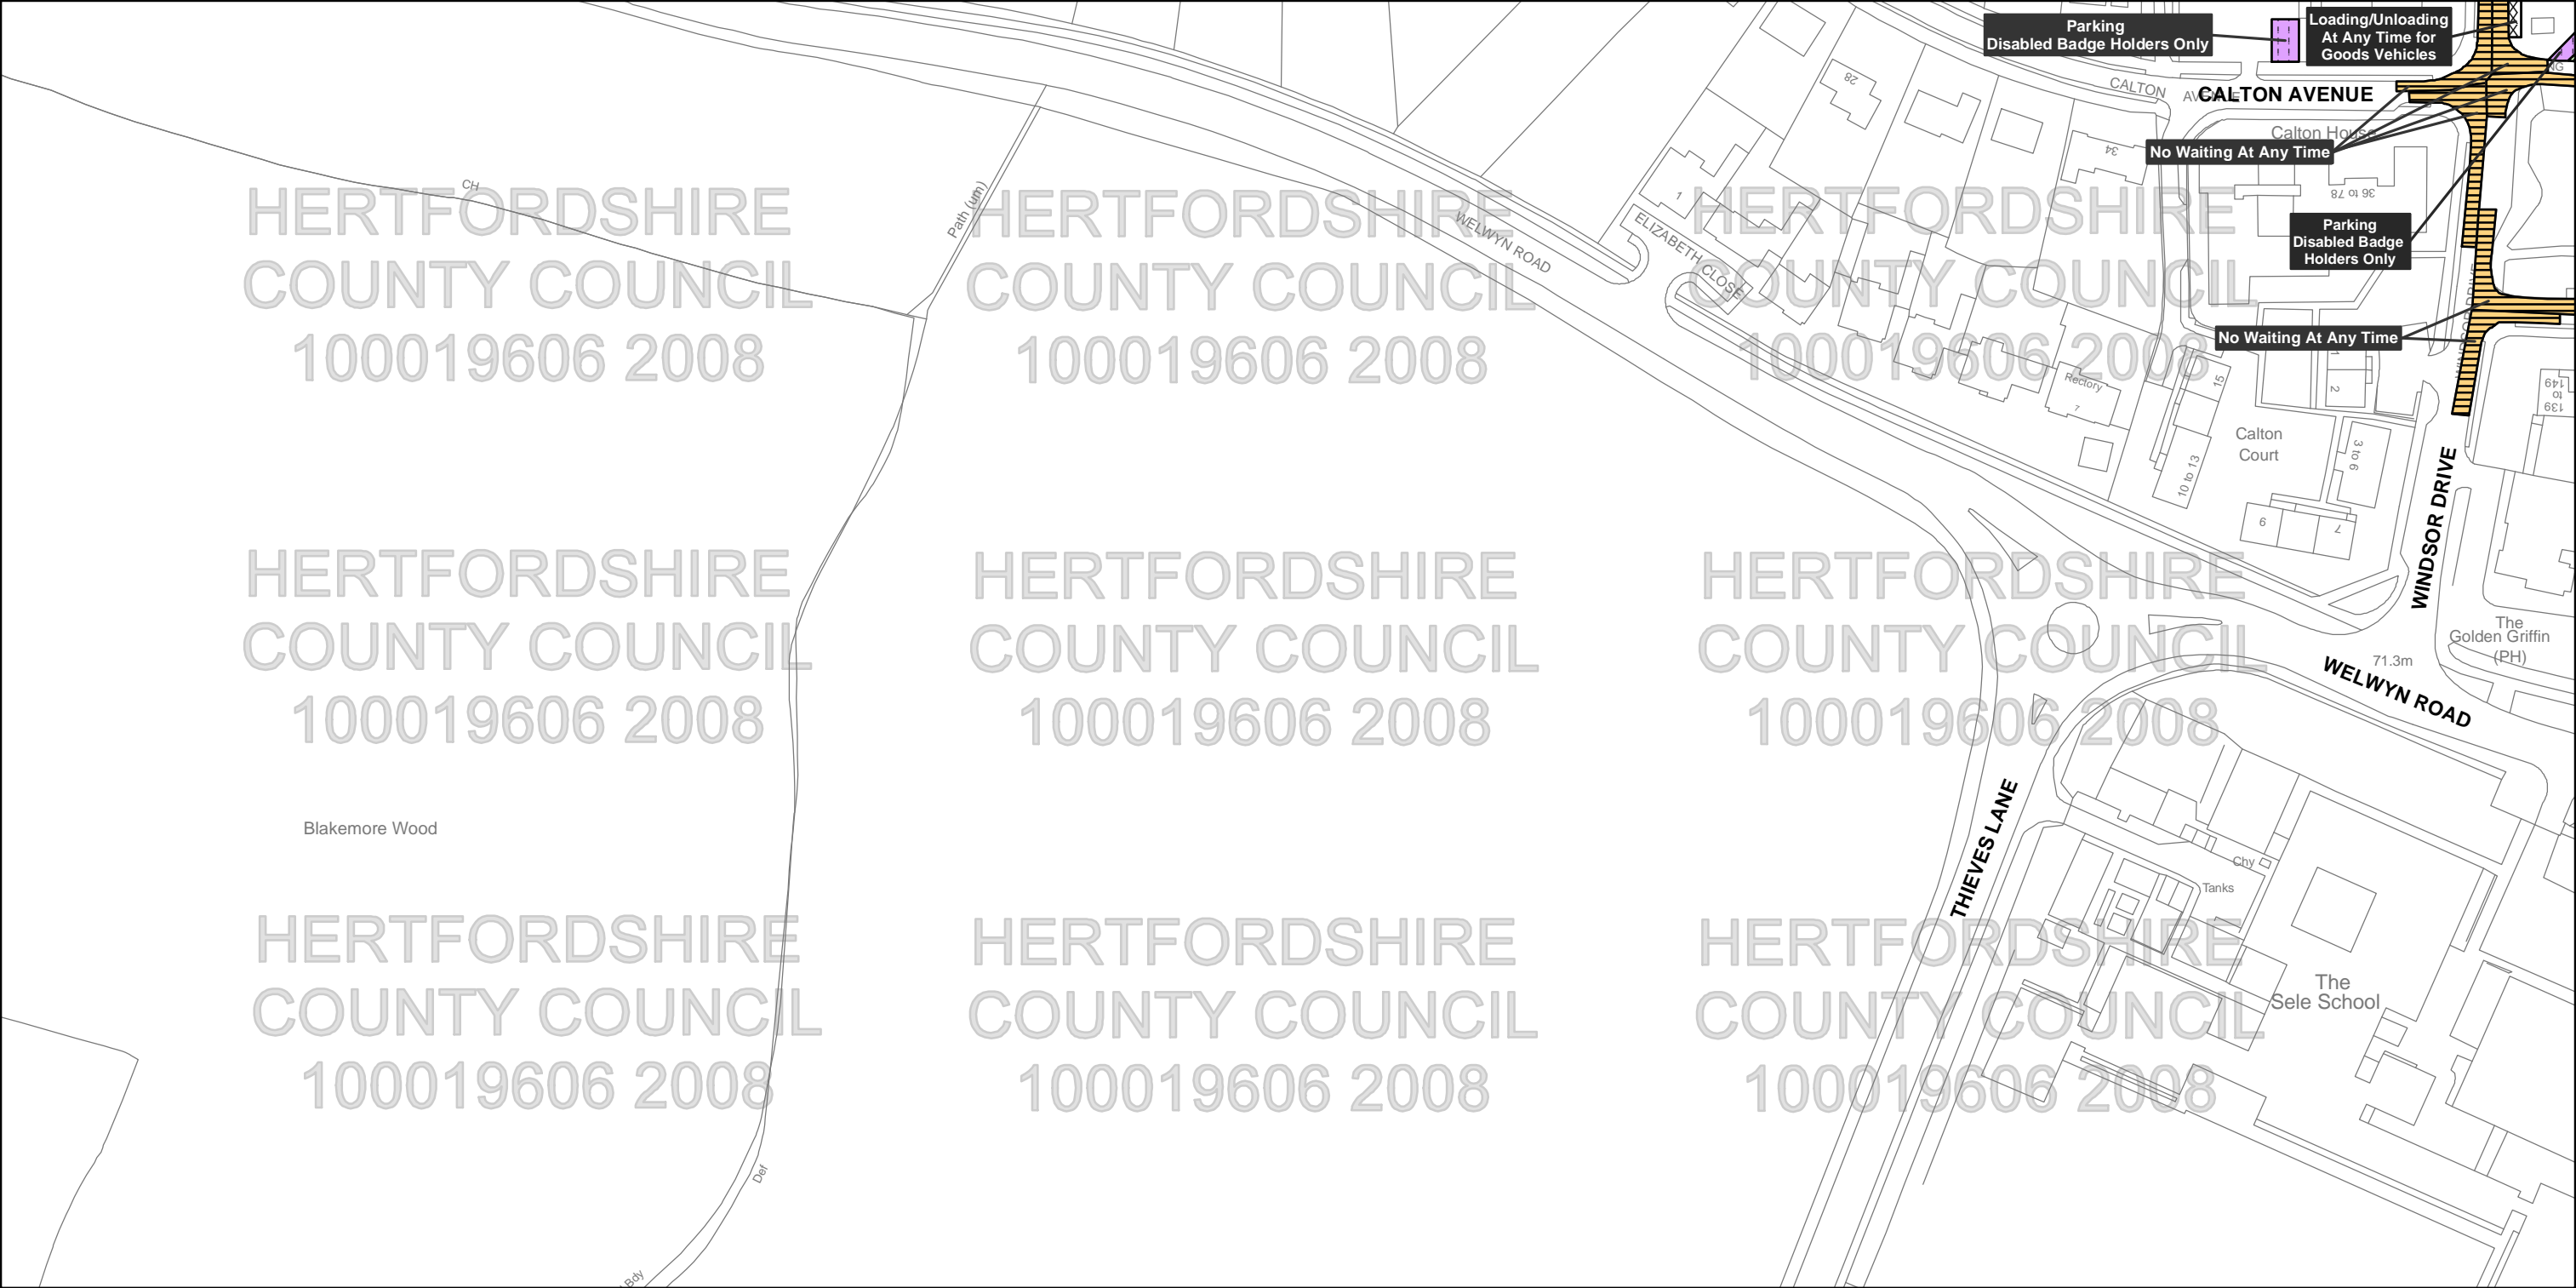 Parking
Disabled Badge Holders Only
Loading/Unloading
At Any Time for
Goods Vehicles
28
CALTON AVENUE
CALTON AVENUE
Calton House
No Waiting At Any Time
34
36 to 78
1
CH
Path (um)
HERTFORDSHIRE
COUNTY COUNCIL
100019606 2008
HERTFORDSHIRE
COUNTY COUNCIL
100019606 2008
HERTFORDSHIRE
COUNTY COUNCIL
100019606 2008
WELWYN ROAD
ELIZABETH CLOSE
Parking
Disabled Badge
Holders Only
WINDSOR DRIVE
No Waiting At Any Time
1
2
15
Rectory
7
149
to
139
Calton
Court
3 to 6
10 to 13
9
7
WINDSOR DRIVE
HERTFORDSHIRE
COUNTY COUNCIL
100019606 2008
HERTFORDSHIRE
COUNTY COUNCIL
100019606 2008
HERTFORDSHIRE
COUNTY COUNCIL
100019606 2008
The
Golden Griffin
(PH)
71.3m
WELWYN ROAD
Blakemore Wood
THIEVES LANE
Chy
Tanks
HERTFORDSHIRE
COUNTY COUNCIL
100019606 2008
HERTFORDSHIRE
COUNTY COUNCIL
100019606 2008
HERTFORDSHIRE
COUNTY COUNCIL
100019606 2008
The
Sele School
Def
Bdy